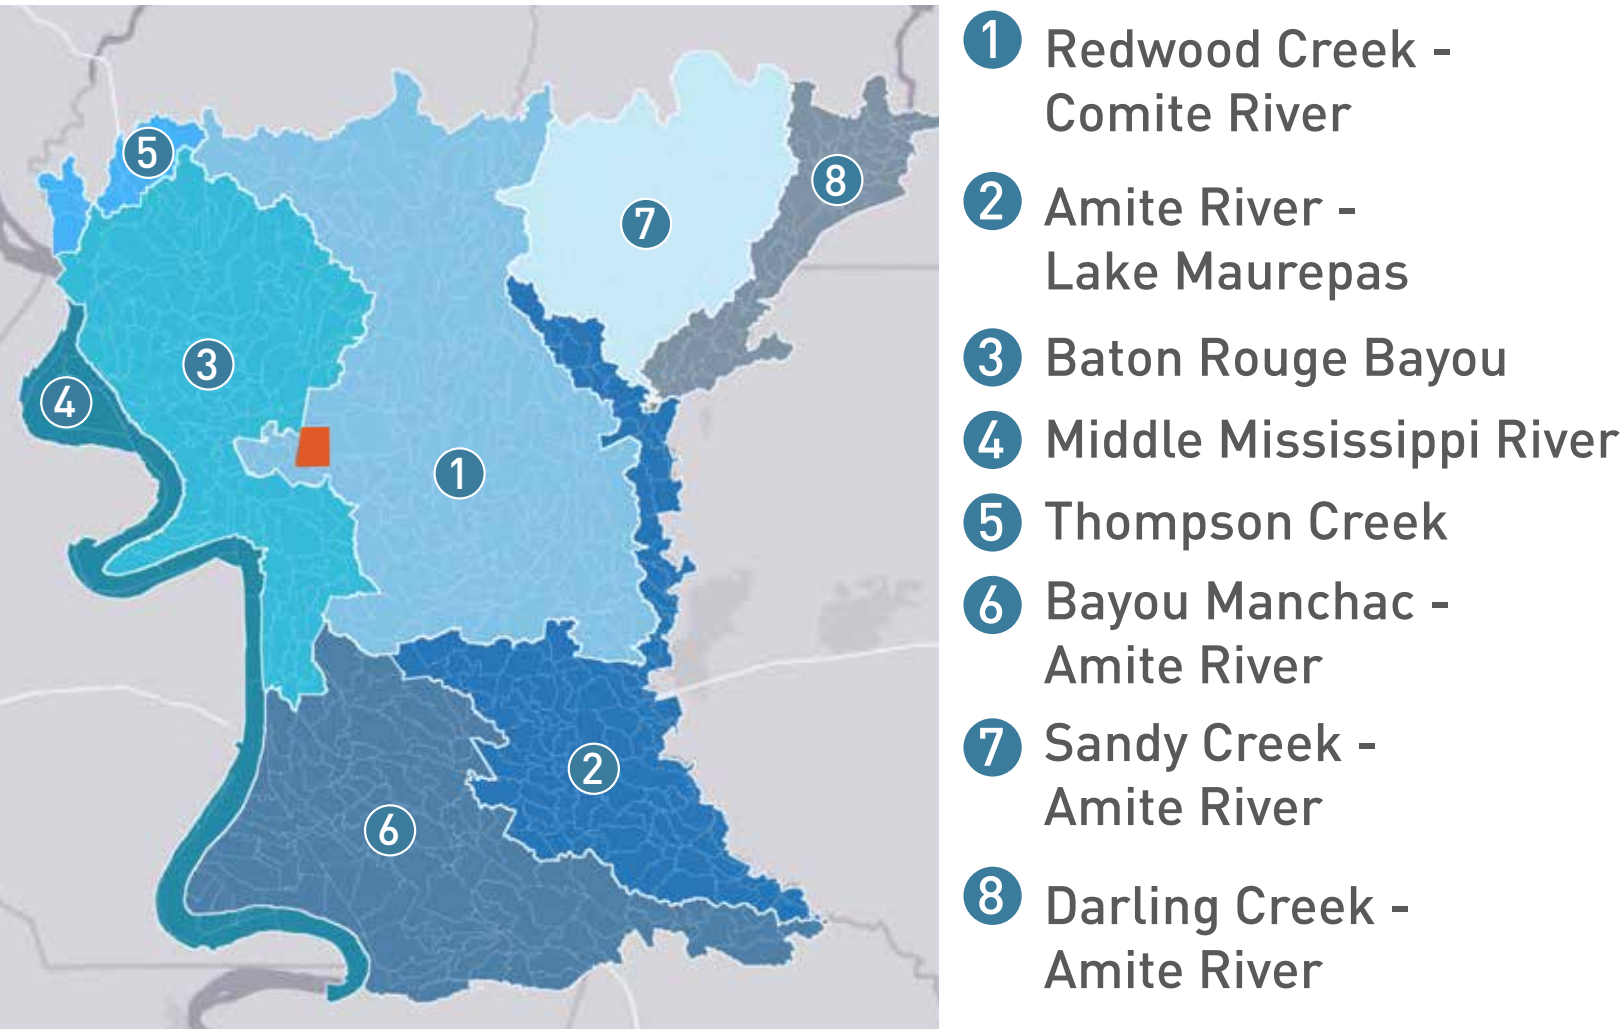 5
8
7
3
4
1
2
6
1 Redwood Creek -
Comite River
2 Amite River -
Lake Maurepas
3 Baton Rouge Bayou
4 Middle Mississippi River
5 Thompson Creek
6 Bayou Manchac -
Amite River
7 Sandy Creek -
Amite River
8 Darling Creek -
Amite River